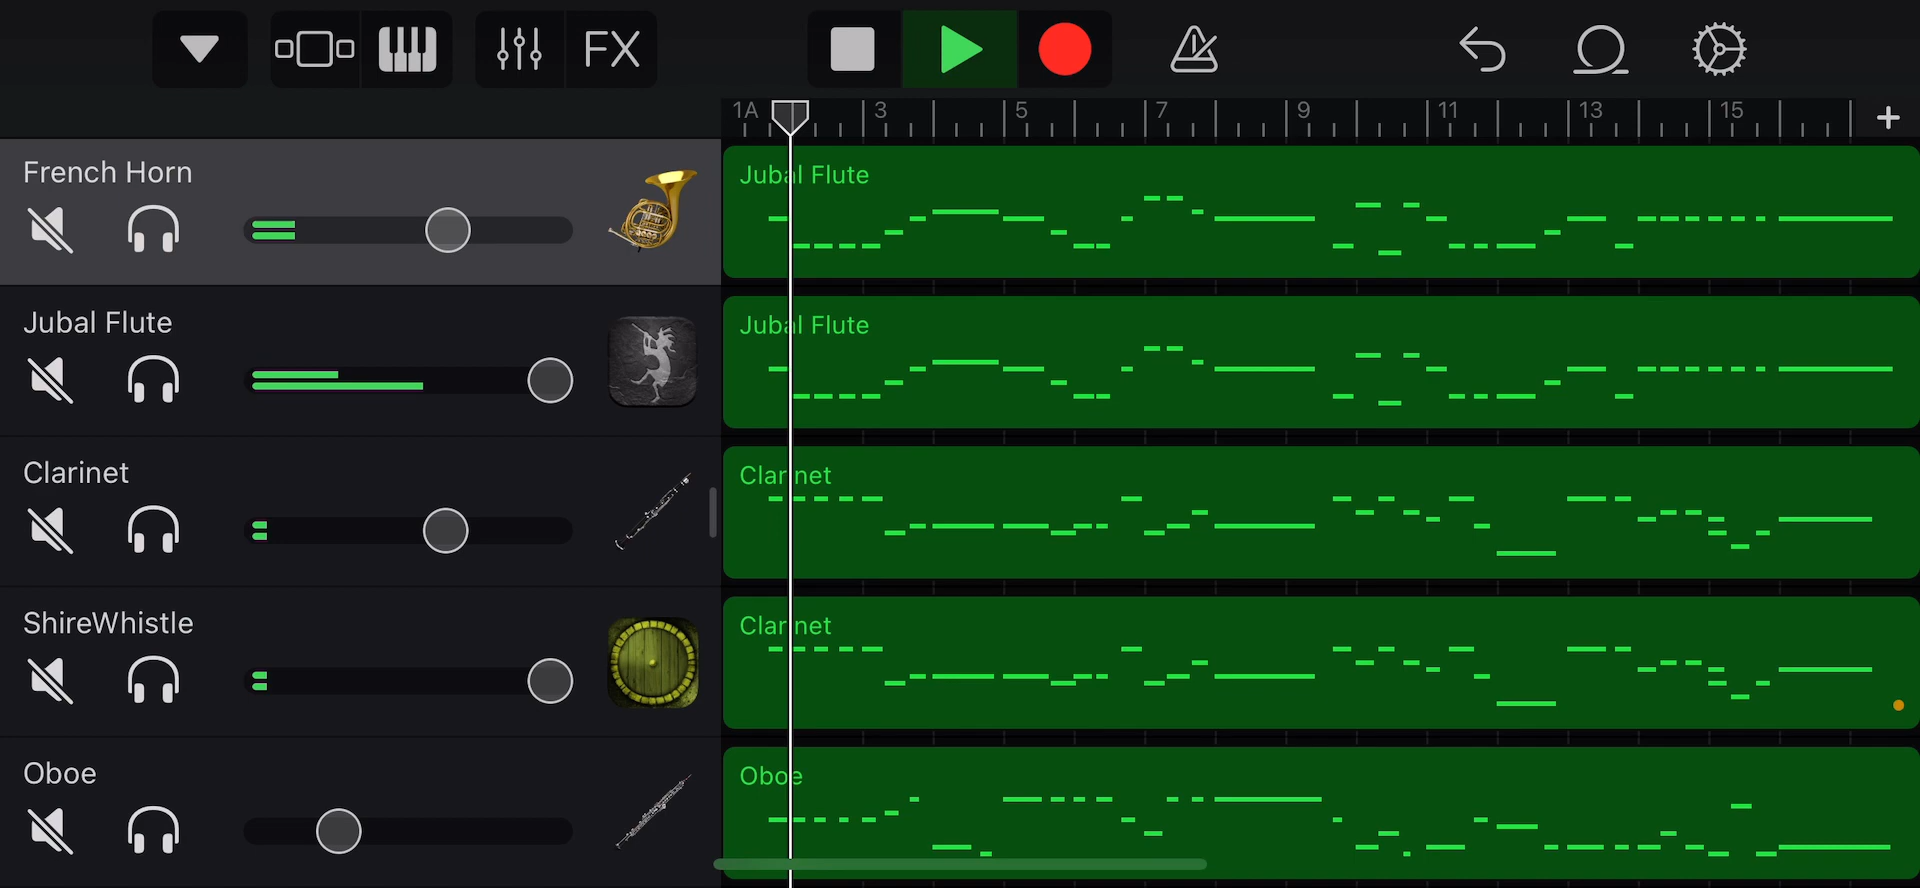 FX
1A 3 5 7 9 11 13 15 +
French Horn
Jubal Flute
Jubal Flute
Jubal Flute
Clarinet
Clarinet
ShireWhistle
Clarinet
Oboe
Oboe